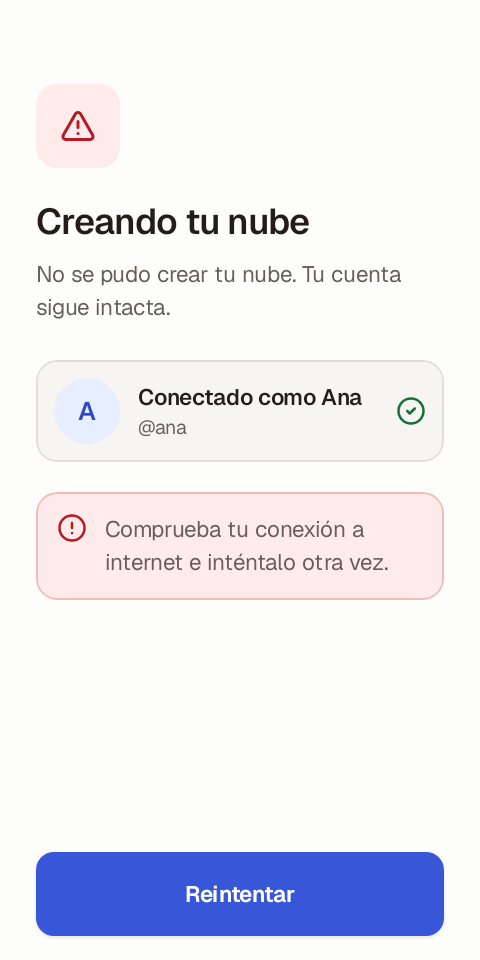 Creando tu nube
No se pudo crear tu nube. Tu cuenta
sigue intacta.
A
Conectado como Ana
@ana
Comprueba tu conexión a
internet e inténtalo otra vez.
Reintentar